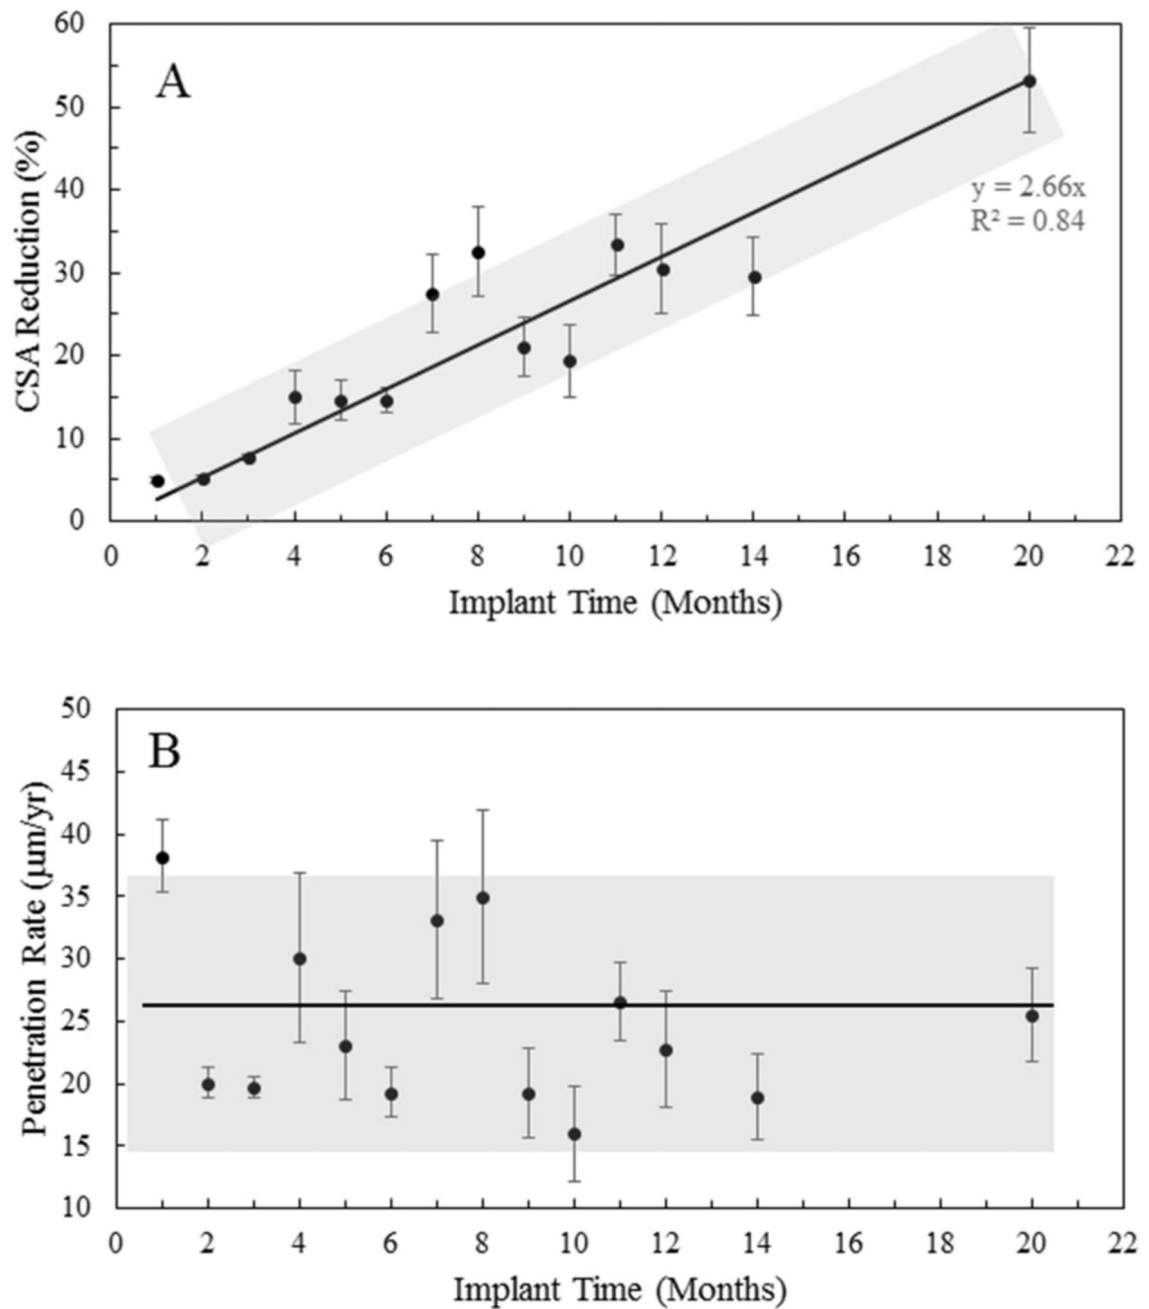 A
60
50
40
30
20
10
0
CSA Reduction (%)
y = 2.66x
R² = 0.84
0 2 4 6 8 10 12 14 16 18 20 22
Implant Time (Months)
B
50
45
40
35
30
25
20
15
10
Penetration Rate (μm/yr)
0 2 4 6 8 10 12 14 16 18 20 22
Implant Time (Months)